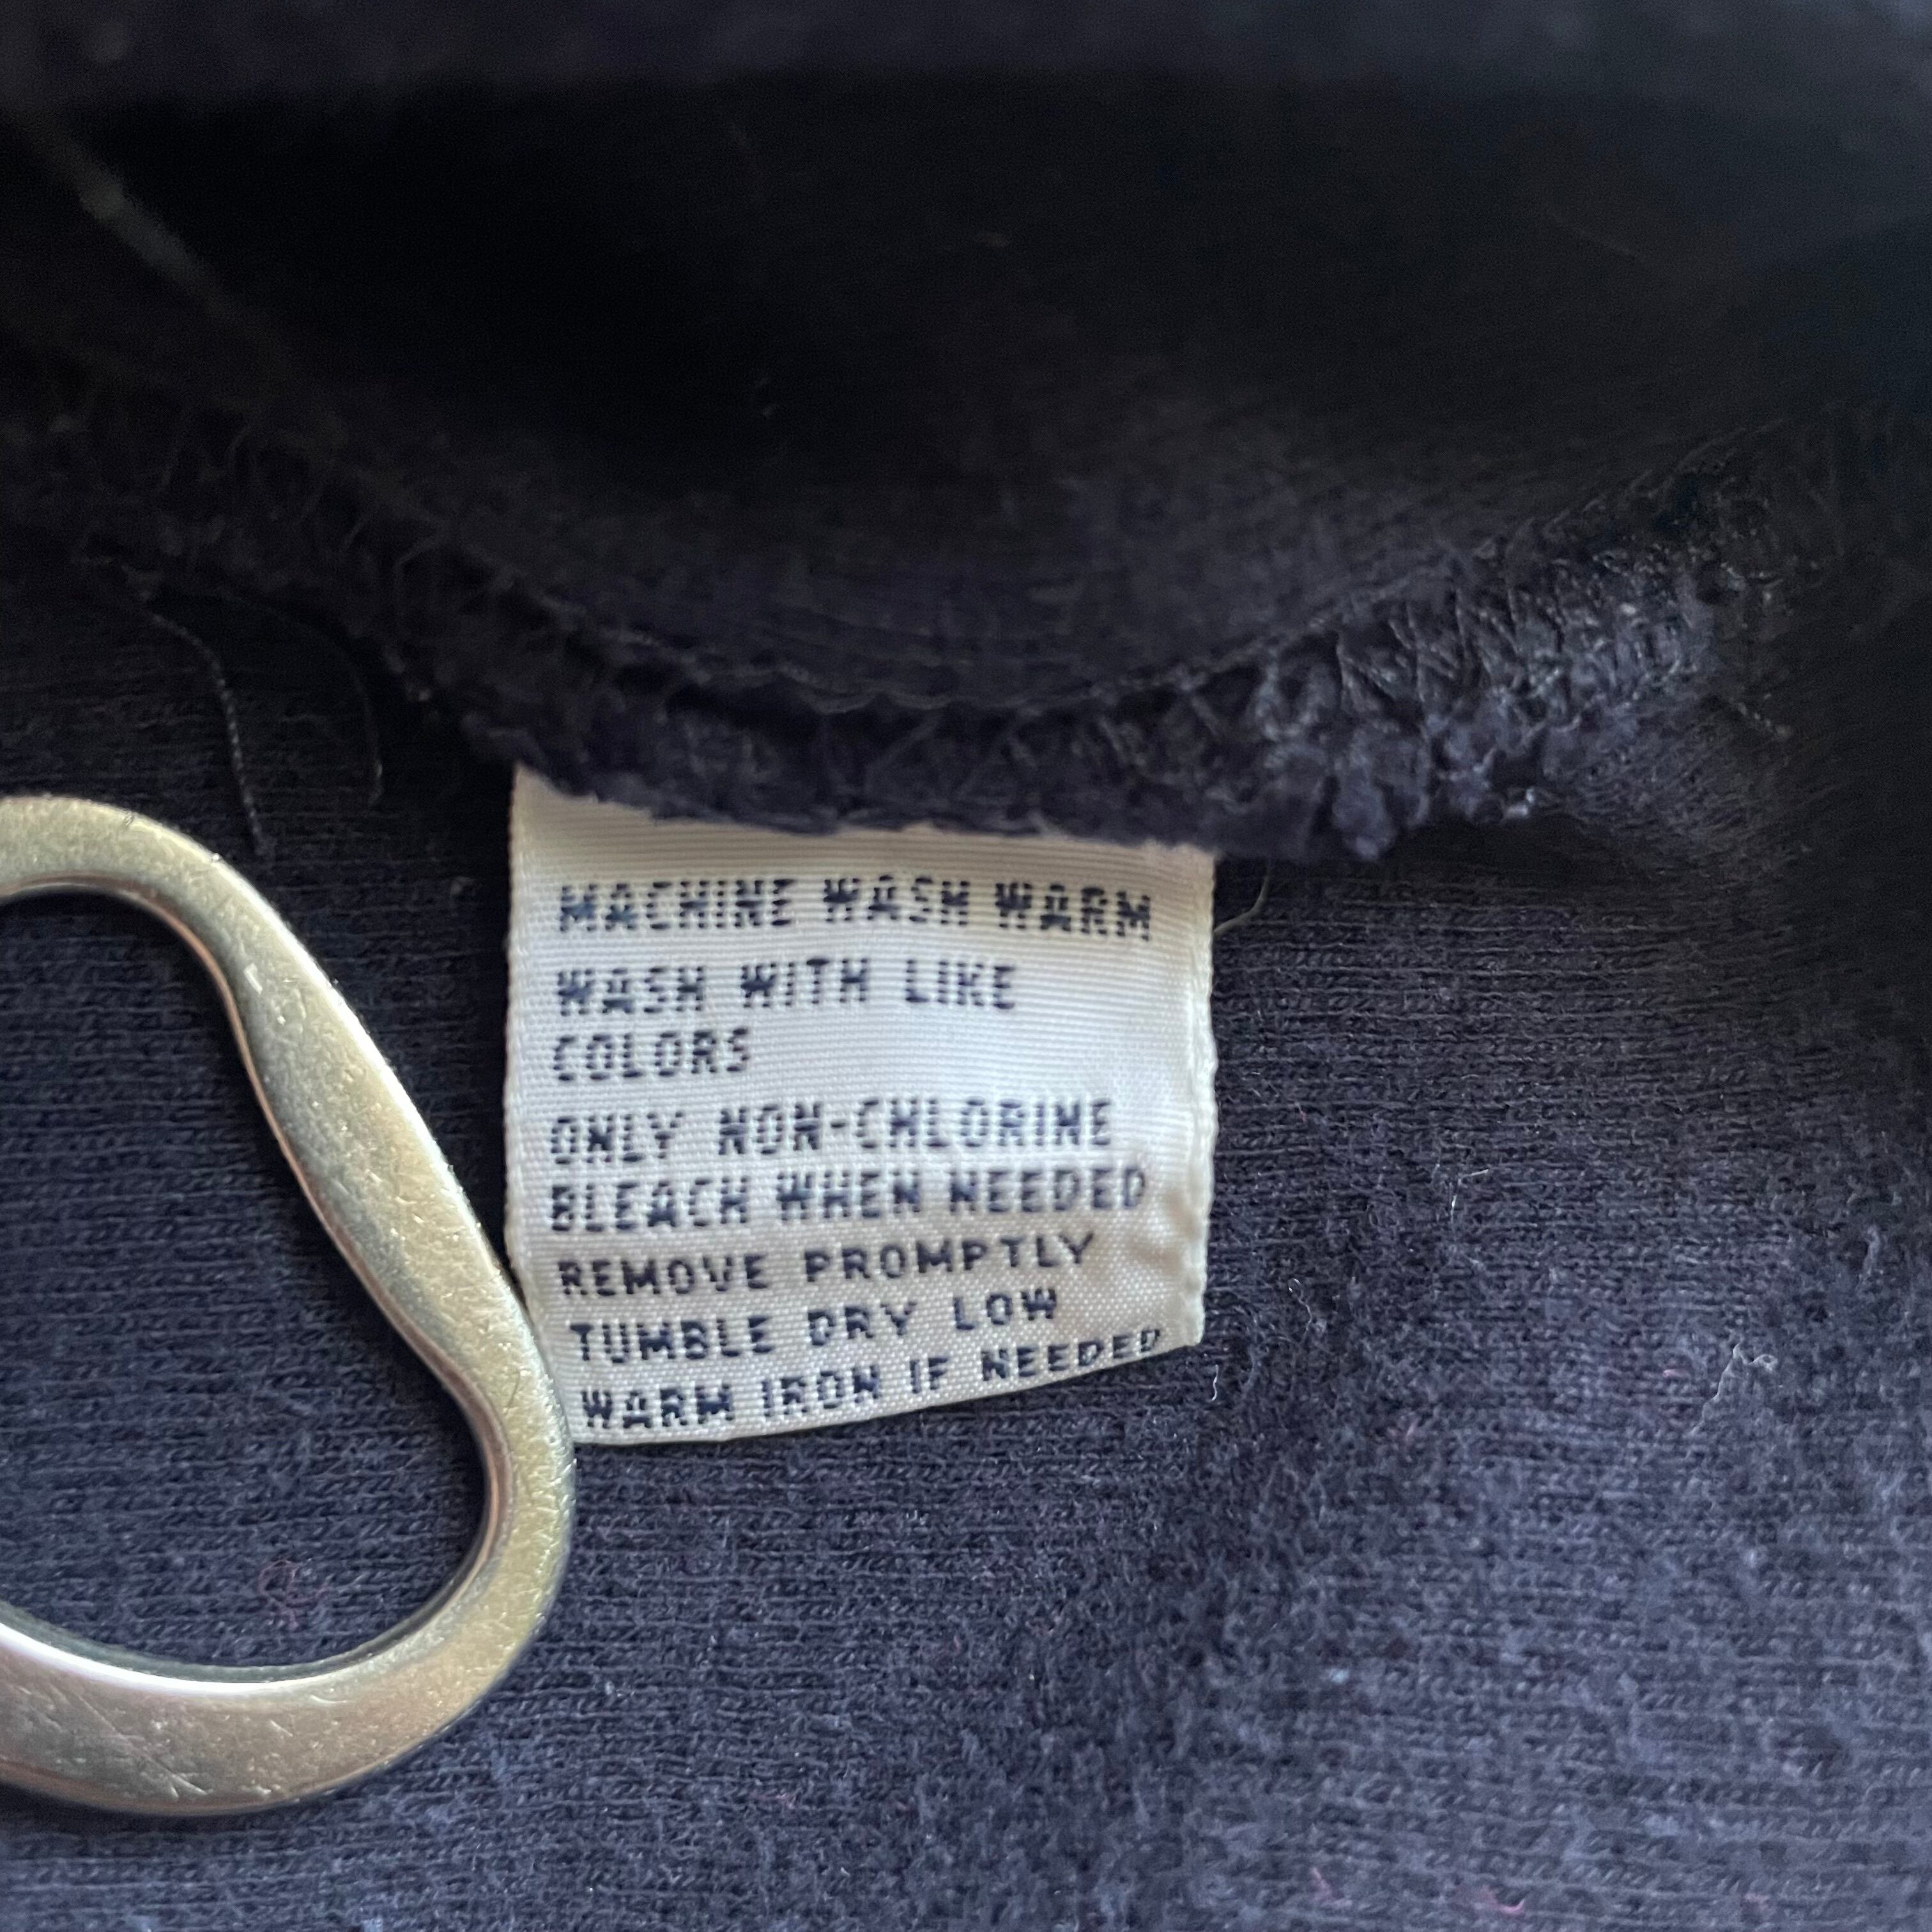 MACHINE WASH WARM
WASH WITH LIKE
COLORS
ONLY NON-CHLORINE
BLEACH WHEN NEEDED
REMOVE PROMPTLY
TUMBLE DRY LOW
WARM IRON IF NEEDED